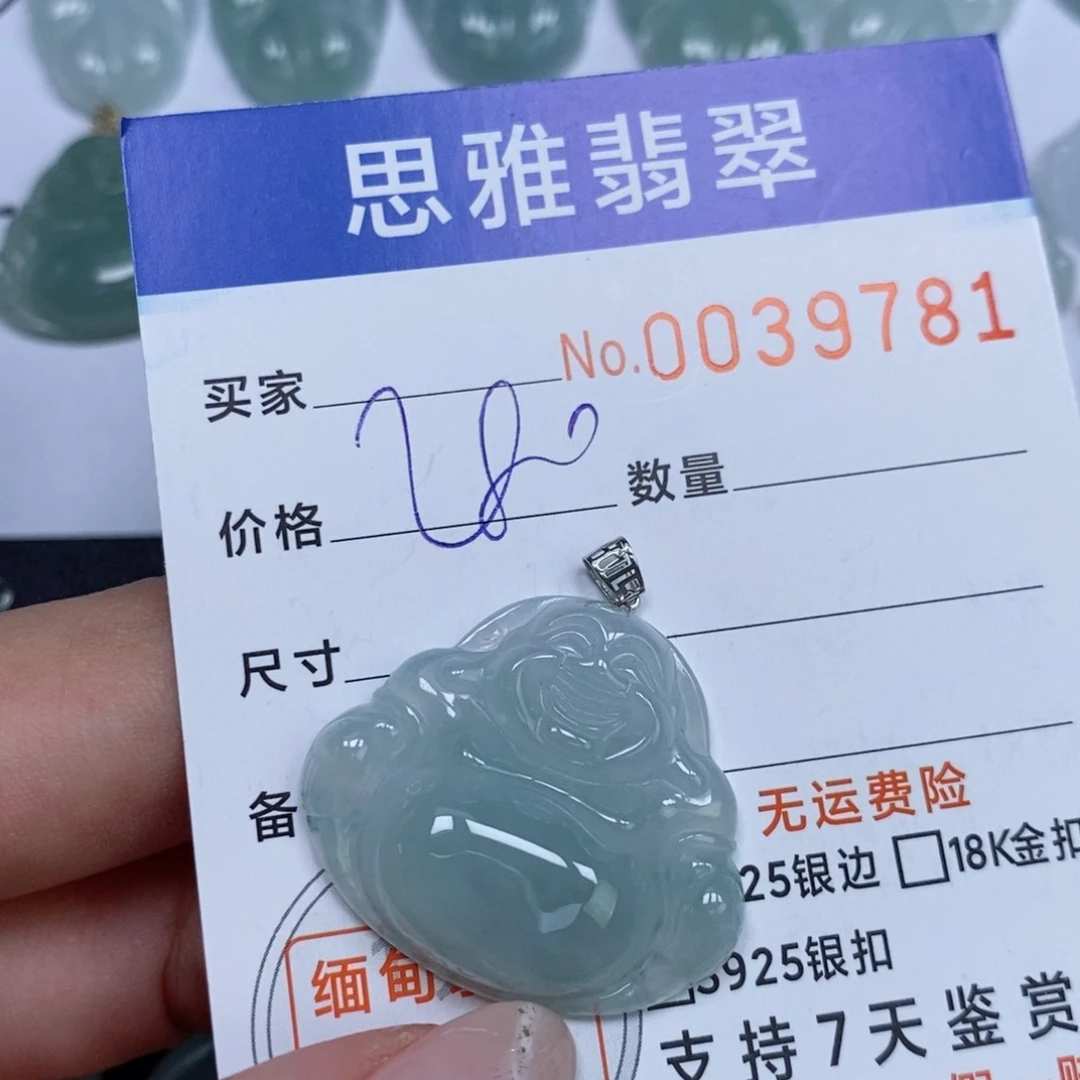 思雅翡翠
No.0039781
买家
价格
数量
尺寸
备
无运费险
25银边 □18K金扣
S925银扣
缅甸
支持7天鉴赏